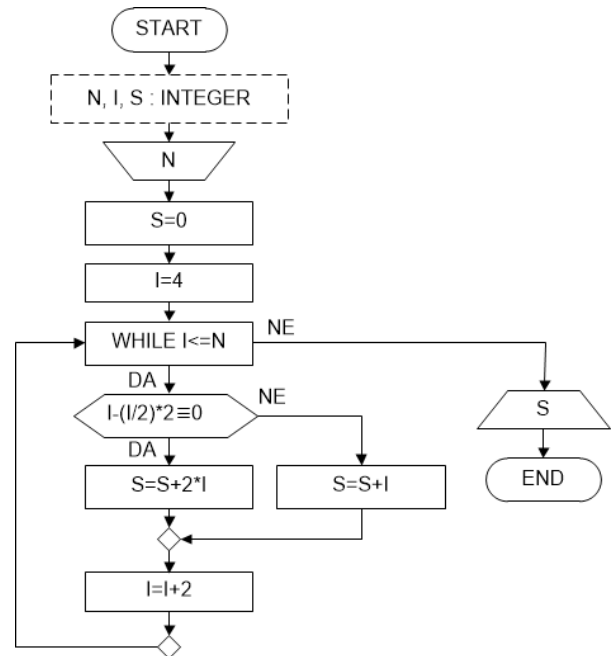 START
N, I, S : INTEGER
N
S=0
I=4
WHILE I<=N
NE
DA
I-(I/2)*2≡0
NE
DA
S=S+2*I
S=S+I
I=I+2
S
END